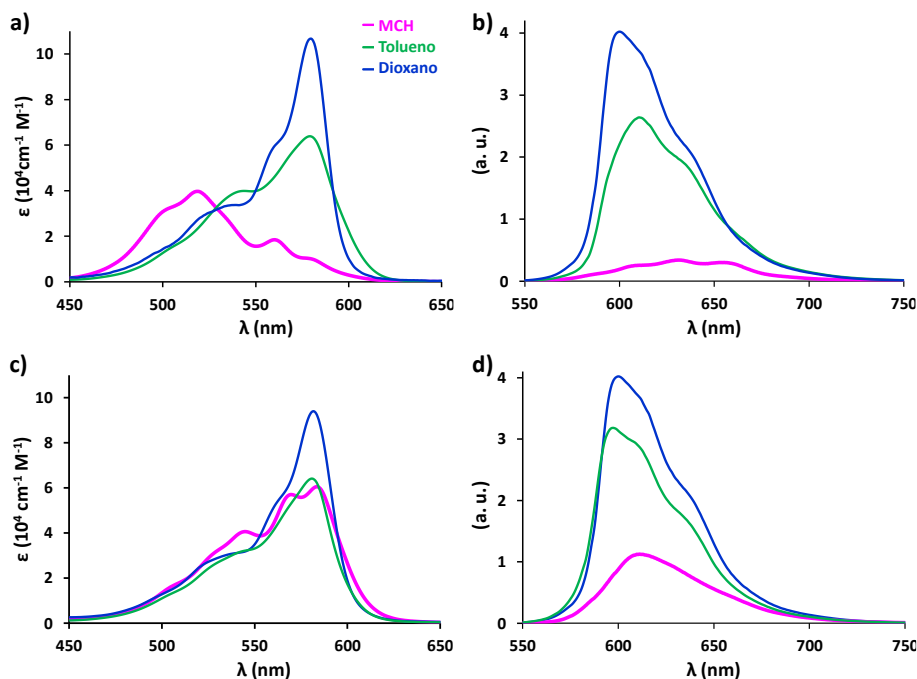 a)
MCH
Tolueno
Dioxano
10
8
6
4
2
0
ε (10⁴cm⁻¹ M⁻¹)
450 500 550 600 650
λ (nm)
b)
4
3
2
1
0
(a. u.)
550 600 650 700 750
λ (nm)
c)
10
8
6
4
2
0
ε (10⁴ cm⁻¹ M⁻¹)
450 500 550 600 650
λ (nm)
d)
4
3
2
1
0
(a. u.)
550 600 650 700 750
λ (nm)